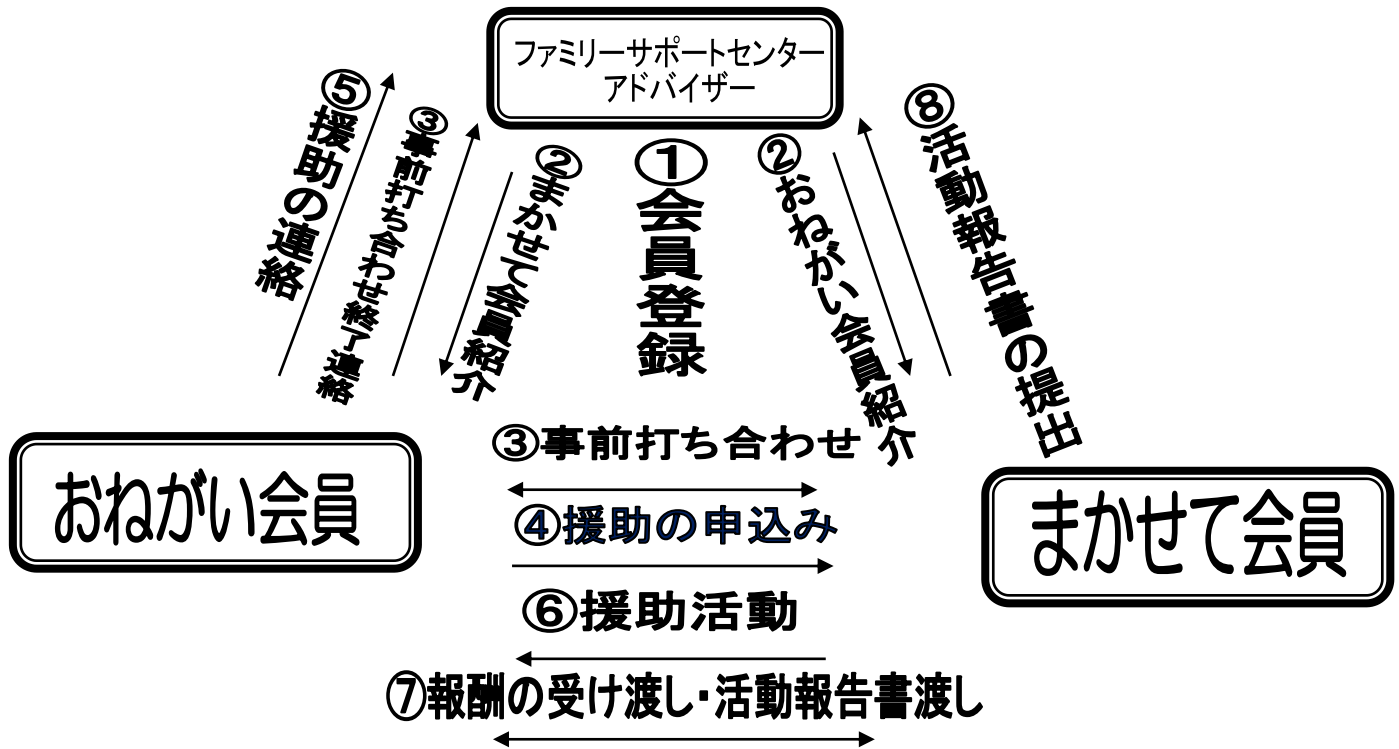 ファミリーサポートセンター
アドバイザー
①会員登録
②まかせて会員紹介
②おねがい会員紹介
③事前打ち合わせ終了連絡
⑤援助の連絡
⑧活動報告書の提出
おねがい会員
まかせて会員
③事前打ち合わせ
④援助の申込み
⑥援助活動
⑦報酬の受け渡し・活動報告書渡し